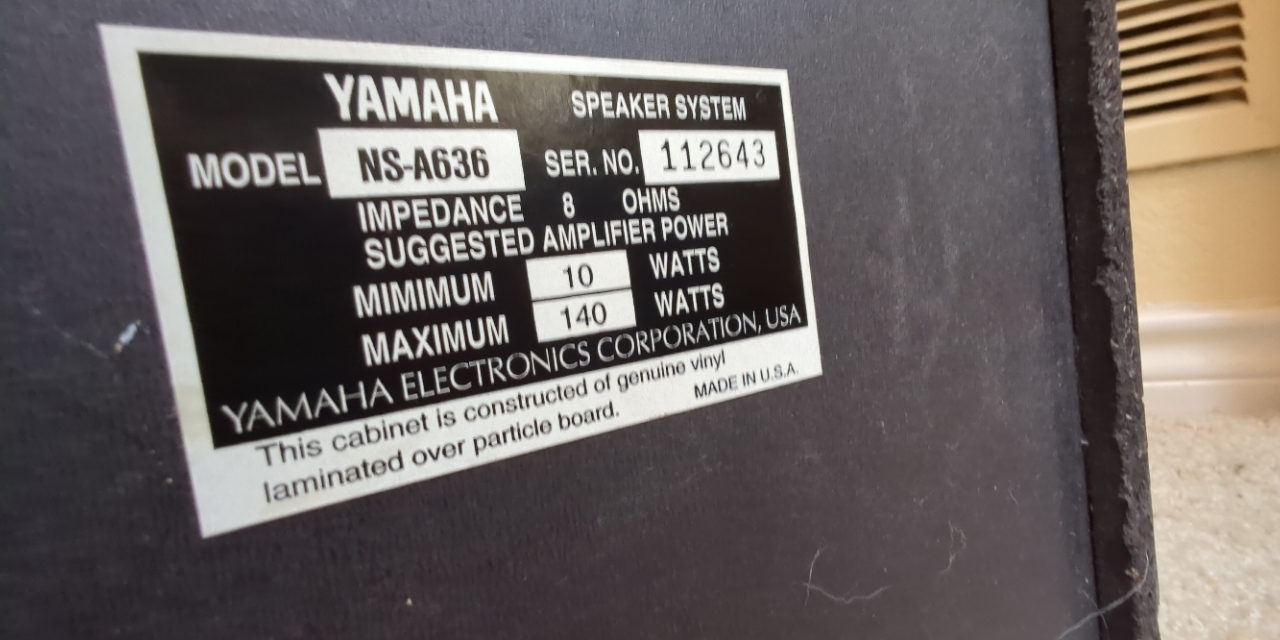 YAMAHA SPEAKER SYSTEM
MODEL NS-A636 SER. NO. 112643
IMPEDANCE 8 OHMS
SUGGESTED AMPLIFIER POWER
MIMIMUM 10 WATTS
MAXIMUM 140 WATTS
YAMAHA ELECTRONICS CORPORATION, USA
This cabinet is constructed of genuine vinyl
laminated over particle board.
MADE IN U.S.A.